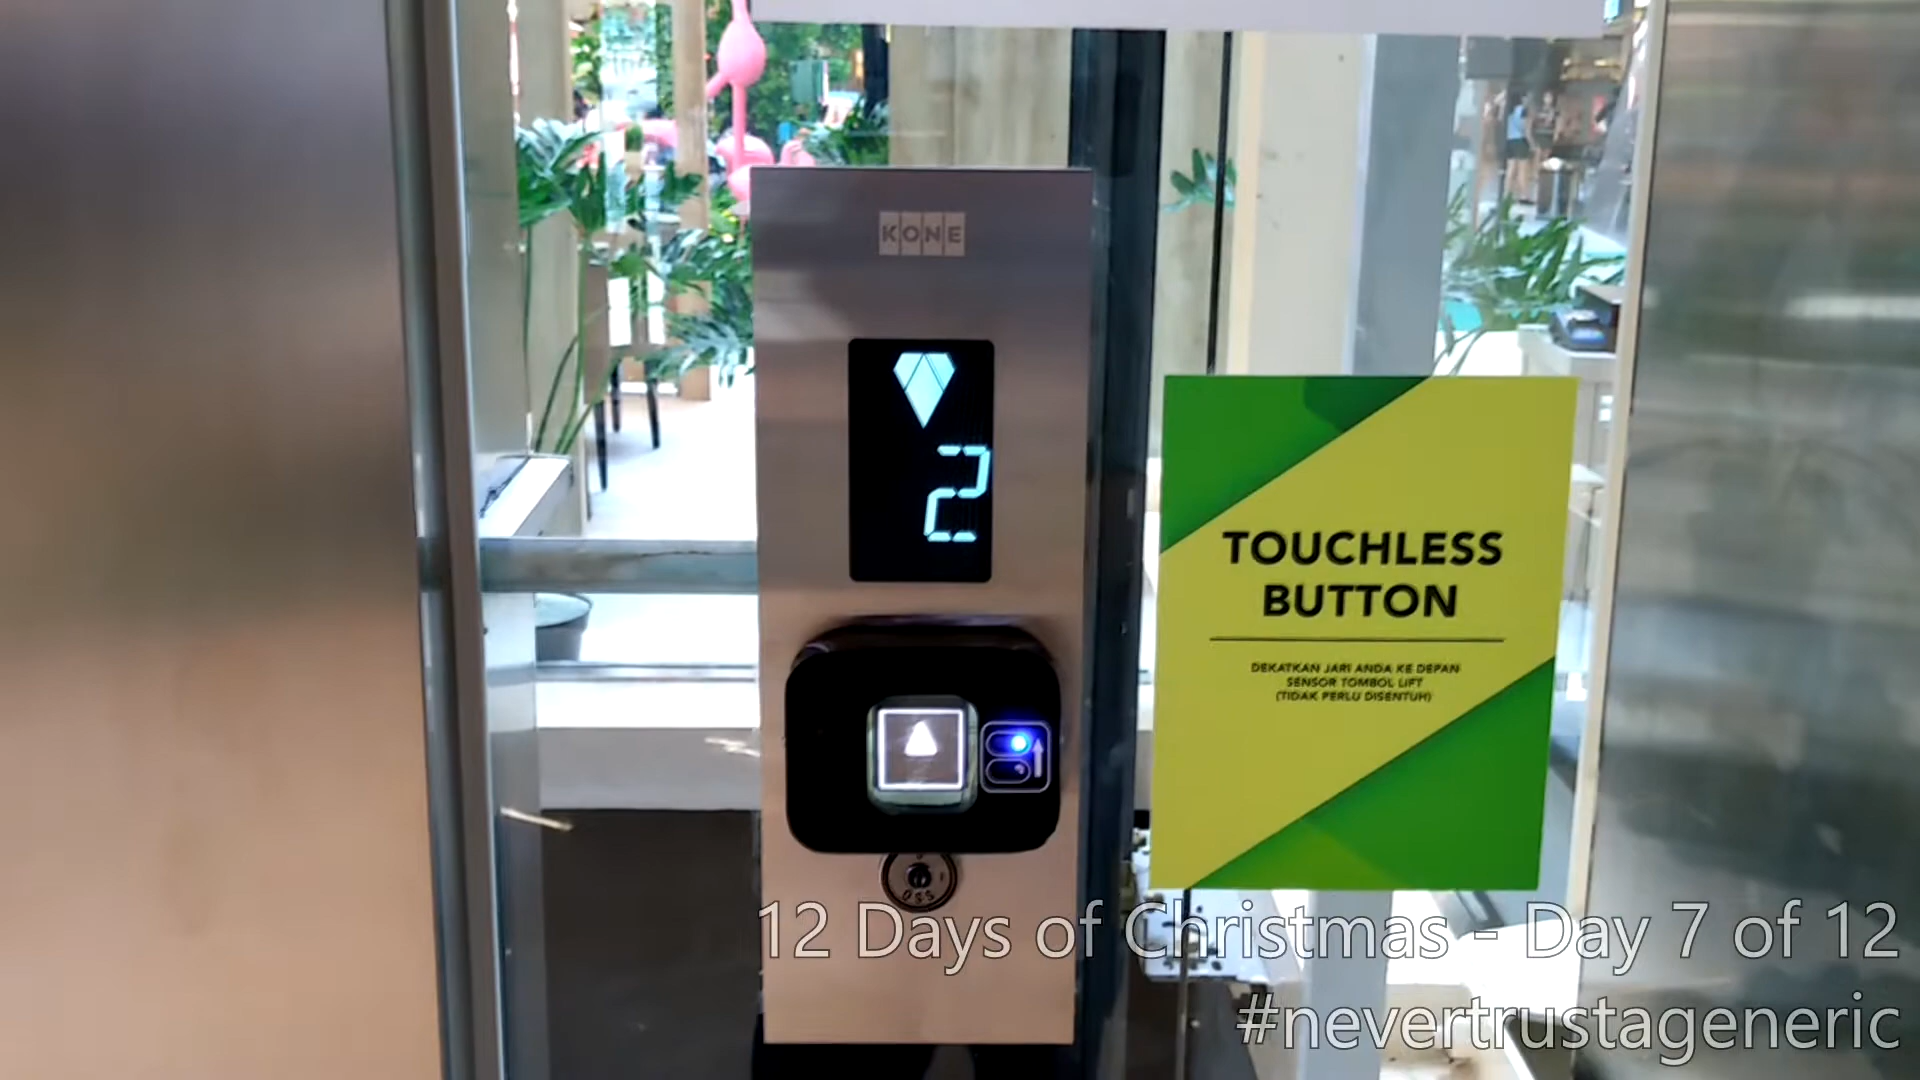 KONE
2
TOUCHLESS
BUTTON
DEKATKAN JARI ANDA KE DEPAN
SENSOR TOMBOL LIFT
(TIDAK PERLU DISENTUH)
OSS
12 Days of Christmas - Day 7 of 12
#nevertrustageneric